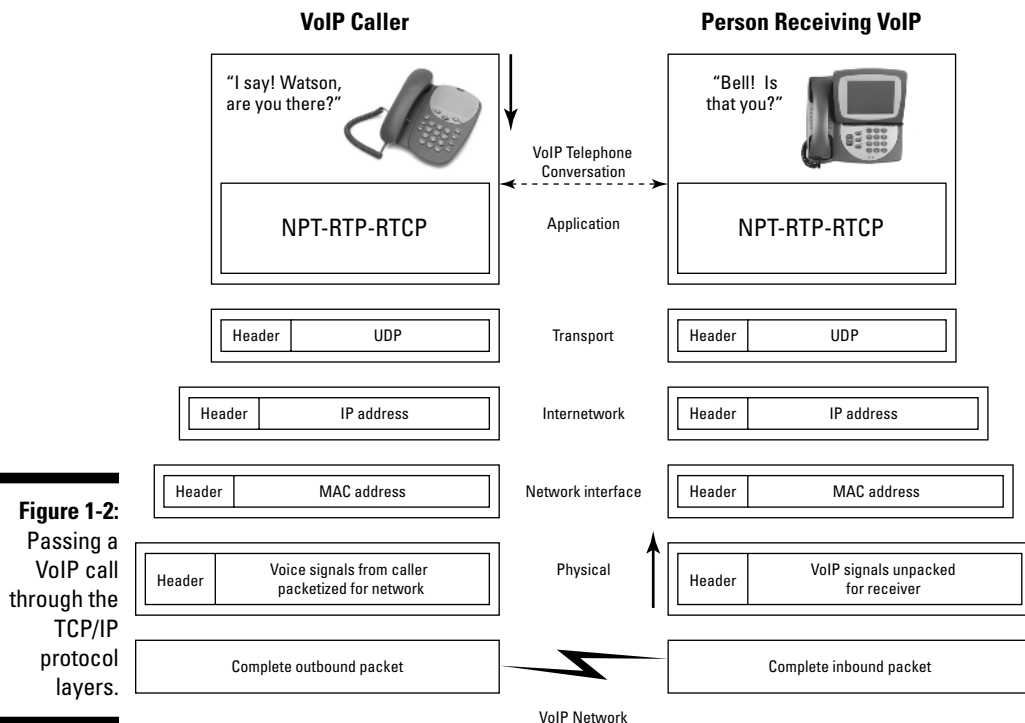 VoIP Caller
Person Receiving VoIP
“I say! Watson,
are you there?”
“Bell! Is
that you?”
VoIP Telephone
Conversation
NPT-RTP-RTCP
Application
NPT-RTP-RTCP
Header
UDP
Transport
Header
UDP
Header
IP address
Internetwork
Header
IP address
Header
MAC address
Network interface
Header
MAC address
Header
Voice signals from caller
packetized for network
Physical
Header
VoIP signals unpacked
for receiver
Complete outbound packet
Complete inbound packet
VoIP Network
Figure 1-2:
Passing a
VoIP call
through the
TCP/IP
protocol
layers.